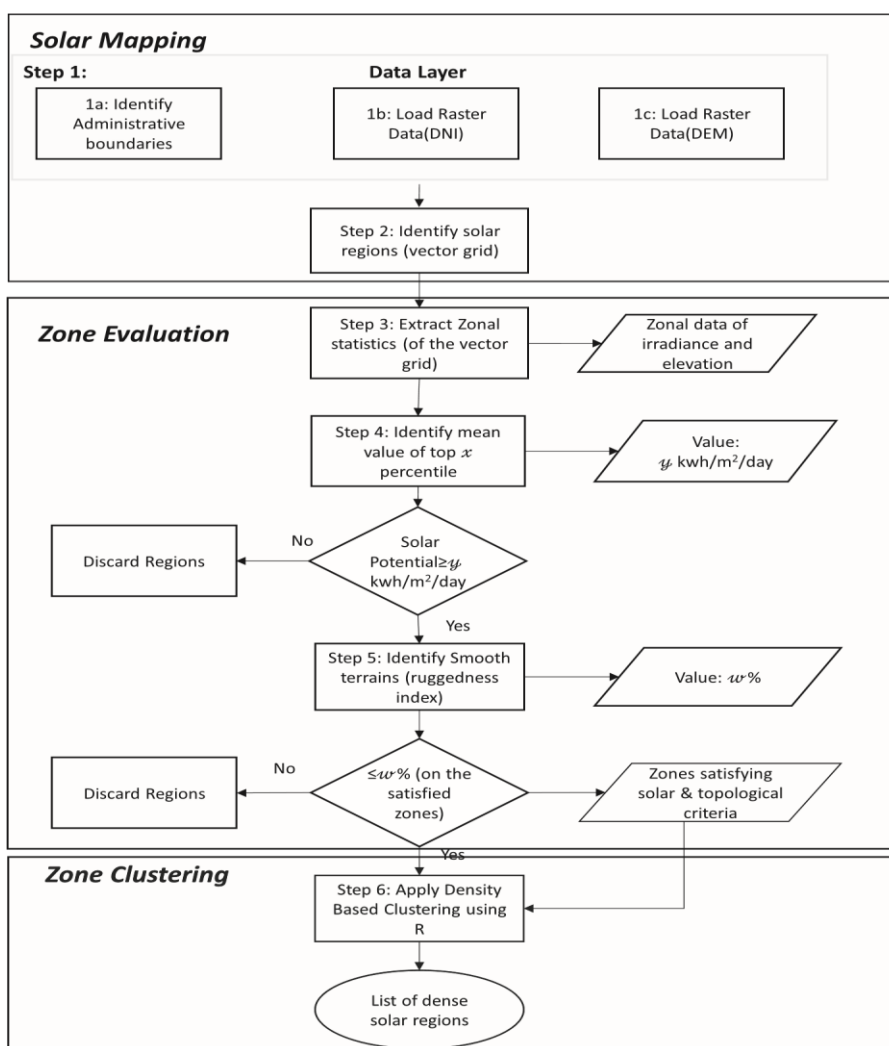 Solar Mapping
Step 1:
Data Layer
1a: Identify
Administrative
boundaries
1b: Load Raster
Data(DNI)
1c: Load Raster
Data(DEM)
Step 2: Identify solar
regions (vector grid)
Zone Evaluation
Step 3: Extract Zonal
statistics (of the vector
grid)
Zonal data of
irradiance and
elevation
Step 4: Identify mean
value of top x
percentile
Value:
y kwh/m²/day
Discard Regions
No
Solar
Potential≥y
kwh/m²/day
Yes
Step 5: Identify Smooth
terrains (ruggedness
index)
Value: w%
Discard Regions
No
≤w% (on the
satisfied
zones)
Zones satisfying
solar & topological
criteria
Yes
Zone Clustering
Step 6: Apply Density
Based Clustering using
R
List of dense
solar regions